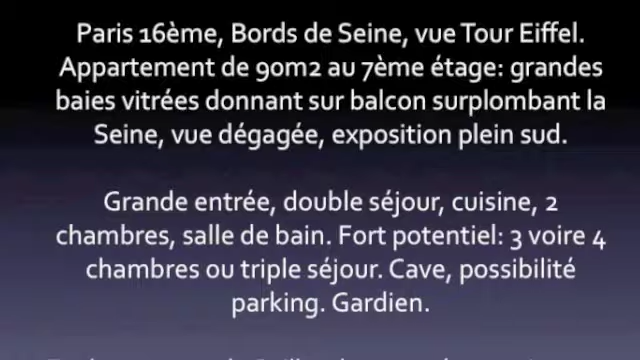 Paris 16ème, Bords de Seine, vue Tour Eiffel.
Appartement de 90m2 au 7ème étage: grandes
baies vitrées donnant sur balcon surplombant la
Seine, vue dégagée, exposition plein sud.
Grande entrée, double séjour, cuisine, 2
chambres, salle de bain. Fort potentiel: 3 voire 4
chambres ou triple séjour. Cave, possibilité
parking. Gardien.